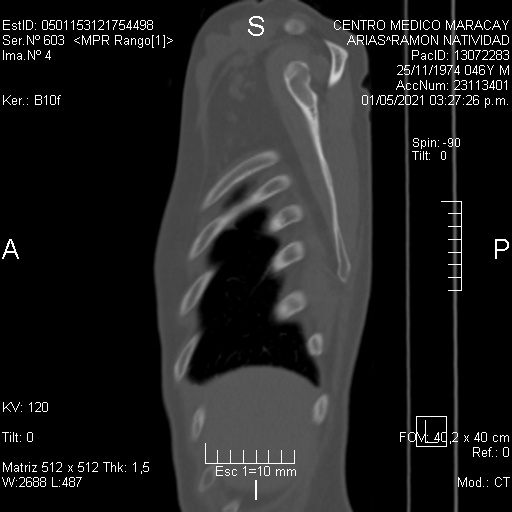 EstID: 0501153121754498
Ser.Nº 603  <MPR Rango[1]>
Ima.Nº 4
Ker.: B10f
S
CENTRO MEDICO MARACAY
ARIAS^RAMON NATIVIDAD
PacID: 13072283
25/11/1974 046Y M
AccNum: 23113401
01/05/2021 03:27:26 p.m.
Spin: -90
Tilt:  0
A
P
KV: 120
Tilt: 0
Matriz 512 x 512 Thk: 1,5
W:2688 L:487
Esc 1=10 mm
I
FOV: 40,2 x 40 cm
Ref.: 0
Mod.: CT